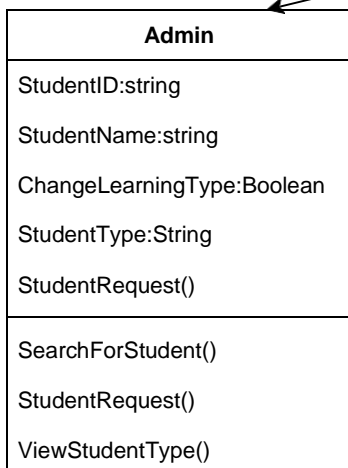 Admin
StudentID:string
StudentName:string
ChangeLearningType:Boolean
StudentType:String
StudentRequest()
SearchForStudent()
StudentRequest()
ViewStudentType()